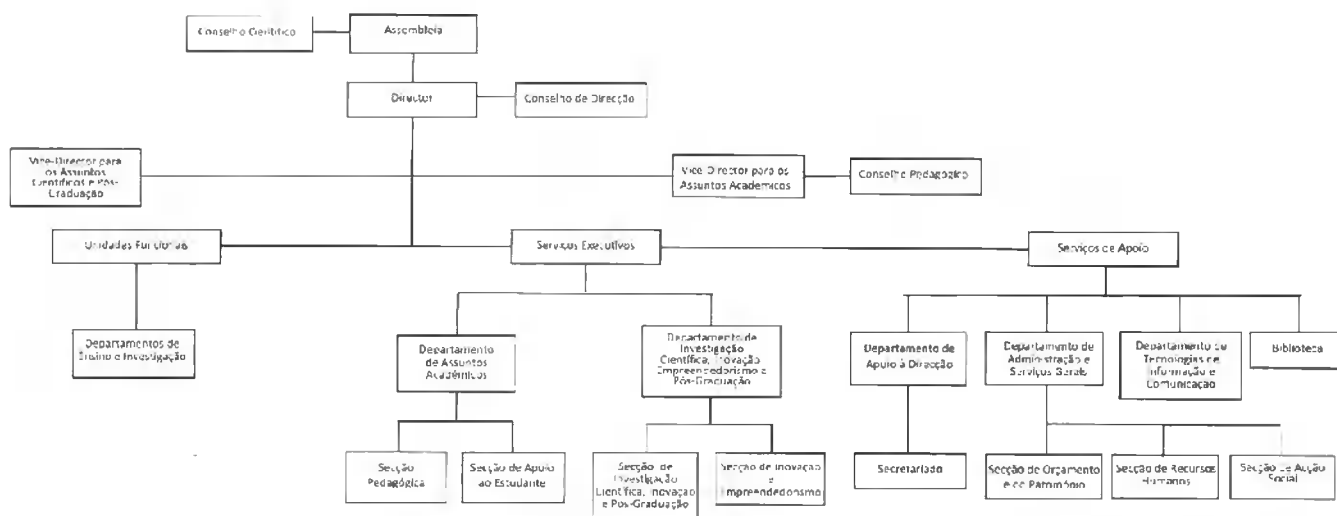 Conselho Científico
Assembleia
Director
Conselho de Direcção
Vice-Director para
os Assuntos
Científicos e Pós-
Graduação
Vice-Director para os
Assuntos Académicos
Conselho Pedagógico
Unidades Funcionais
Serviços Executivos
Serviços de Apoio
Departamentos de
Ensino e Investigação
Departamento
de Assuntos
Académicos
Departamento de
Investigação
Científica, Inovação
Empreendedorismo e
Pós-Graduação
Departamento de
Apoio à Direcção
Departamento de
Administração e
Serviços Gerais
Departamento de
Tecnologias de
Informação e
Comunicação
Biblioteca
Secção
Pedagógica
Secção de Apoio
ao Estudante
Secção de
Investigação
Científica, Inovação
e Pós-Graduação
Secção de Inovação
e
Empreendedorismo
Secretariado
Secção de Orçamento
e do Património
Secção de Recursos
Humanos
Secção de Acção
Social